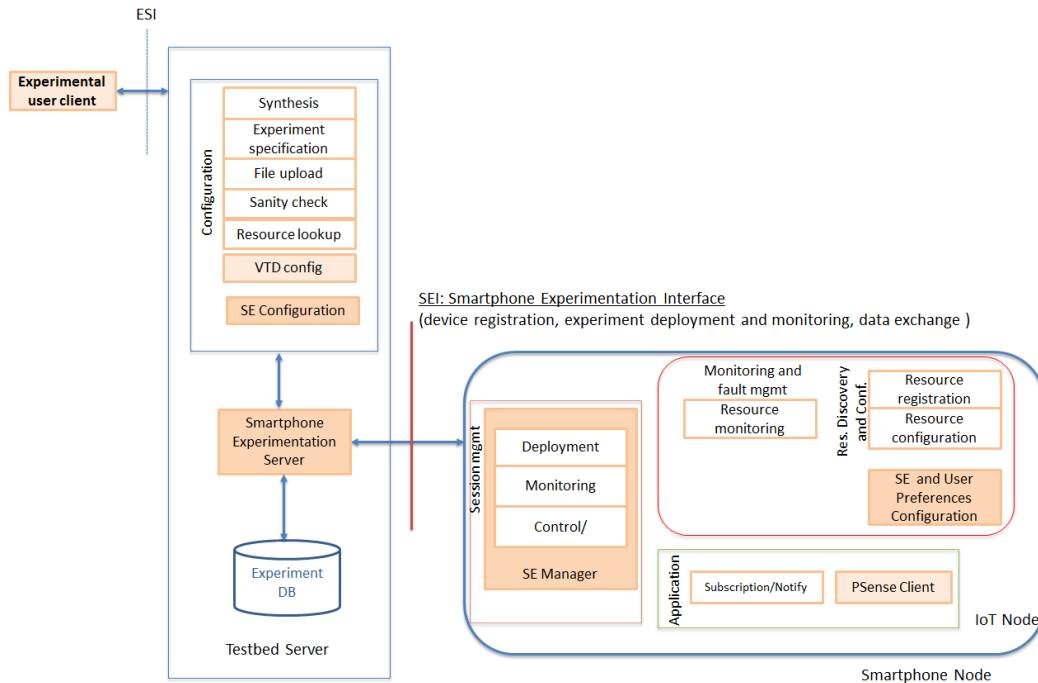 ESI
Experimental
user client
Configuration
Synthesis
Experiment
specification
File upload
Sanity check
Resource lookup
VTD config
SE Configuration
Smartphone
Experimentation
Server
Experiment
DB
Testbed Server
SEI: Smartphone Experimentation Interface
(device registration, experiment deployment and monitoring, data exchange )
Session mgmt
Deployment
Monitoring
Control/
SE Manager
Monitoring and
fault mgmt
Resource
monitoring
Res. Discovery
and Conf.
Resource
registration
Resource
configuration
SE and User
Preferences
Configuration
Application
Subscription/Notify
PSense Client
IoT Node
Smartphone Node